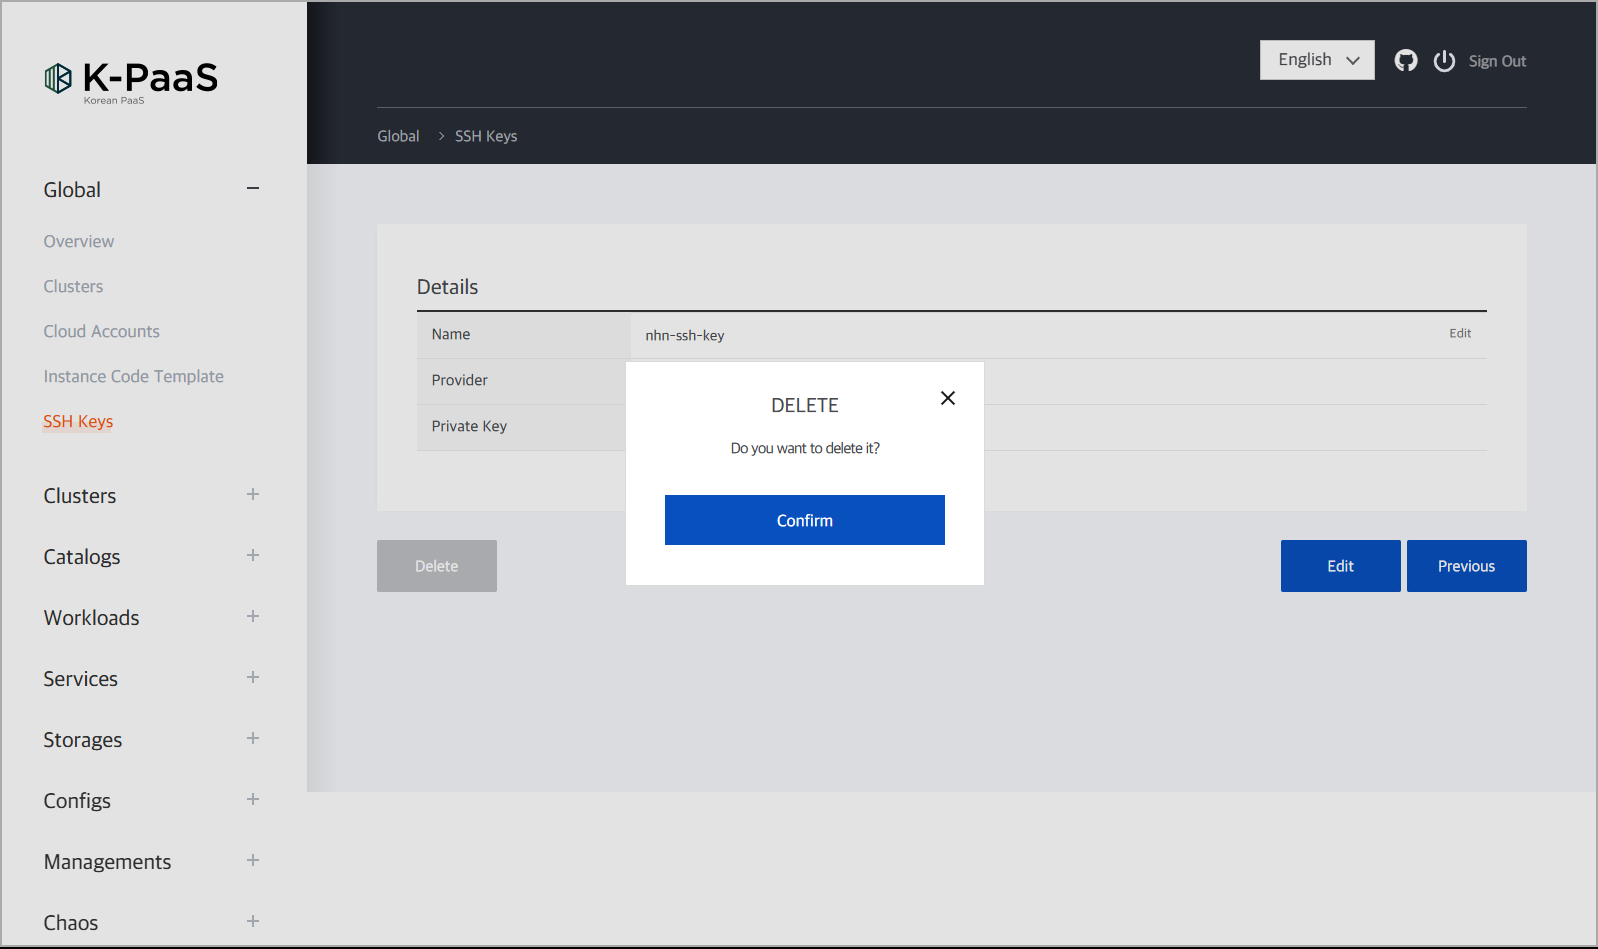 K-PaaS
Korean PaaS
English
Sign Out
Global > SSH Keys
Global
Overview
Clusters
Cloud Accounts
Instance Code Template
SSH Keys
Clusters
Catalogs
Workloads
Services
Storages
Configs
Managements
Chaos
Details
Name nhn-ssh-key Edit
Provider
Private Key
DELETE
Do you want to delete it?
Confirm
Delete
Edit
Previous